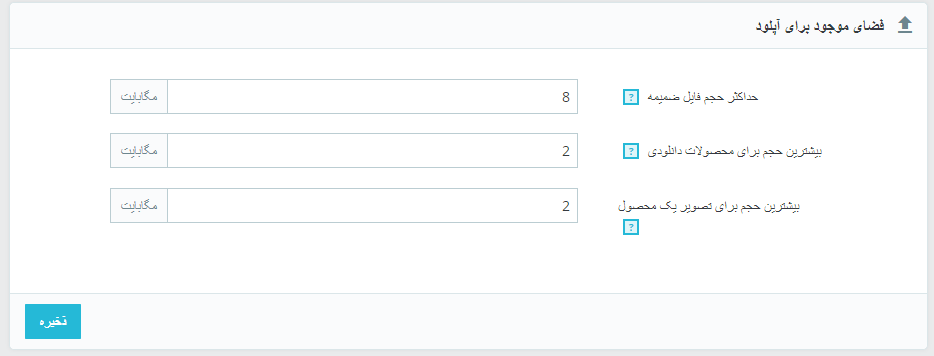 فضای موجود برای آپلود
حداکثر حجم فایل ضمیمه ? 8 مگابایت
بیشترین حجم برای محصولات دانلودی ? 2 مگابایت
بیشترین حجم برای تصویر یک محصول 2 مگابایت
?
ذخیره